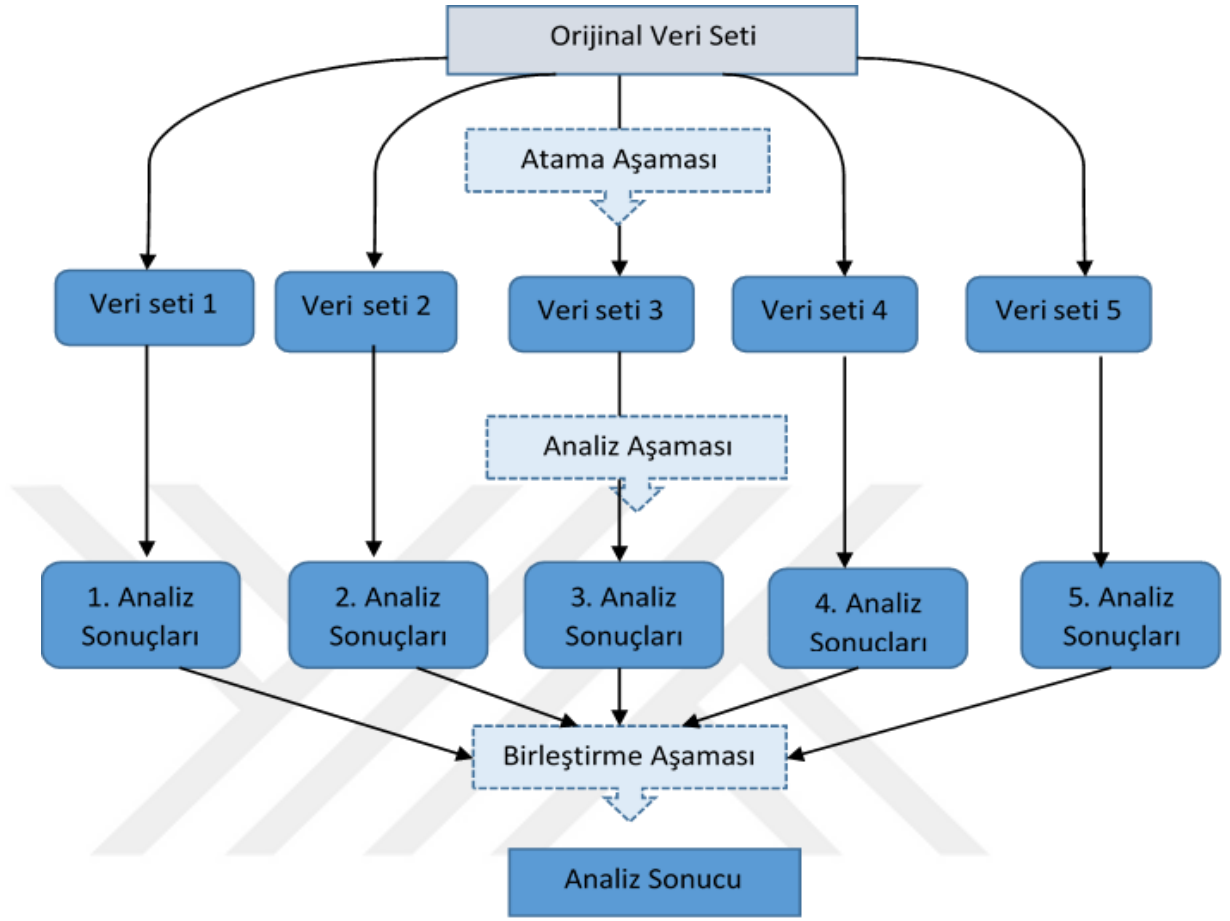 Orijinal Veri Seti
Atama Aşaması
Veri seti 1
Veri seti 2
Veri seti 3
Veri seti 4
Veri seti 5
Analiz Aşaması
1. Analiz
Sonuçları
2. Analiz
Sonuçları
3. Analiz
Sonuçları
4. Analiz
Sonuçları
5. Analiz
Sonuçları
Birleştirme Aşaması
Analiz Sonucu